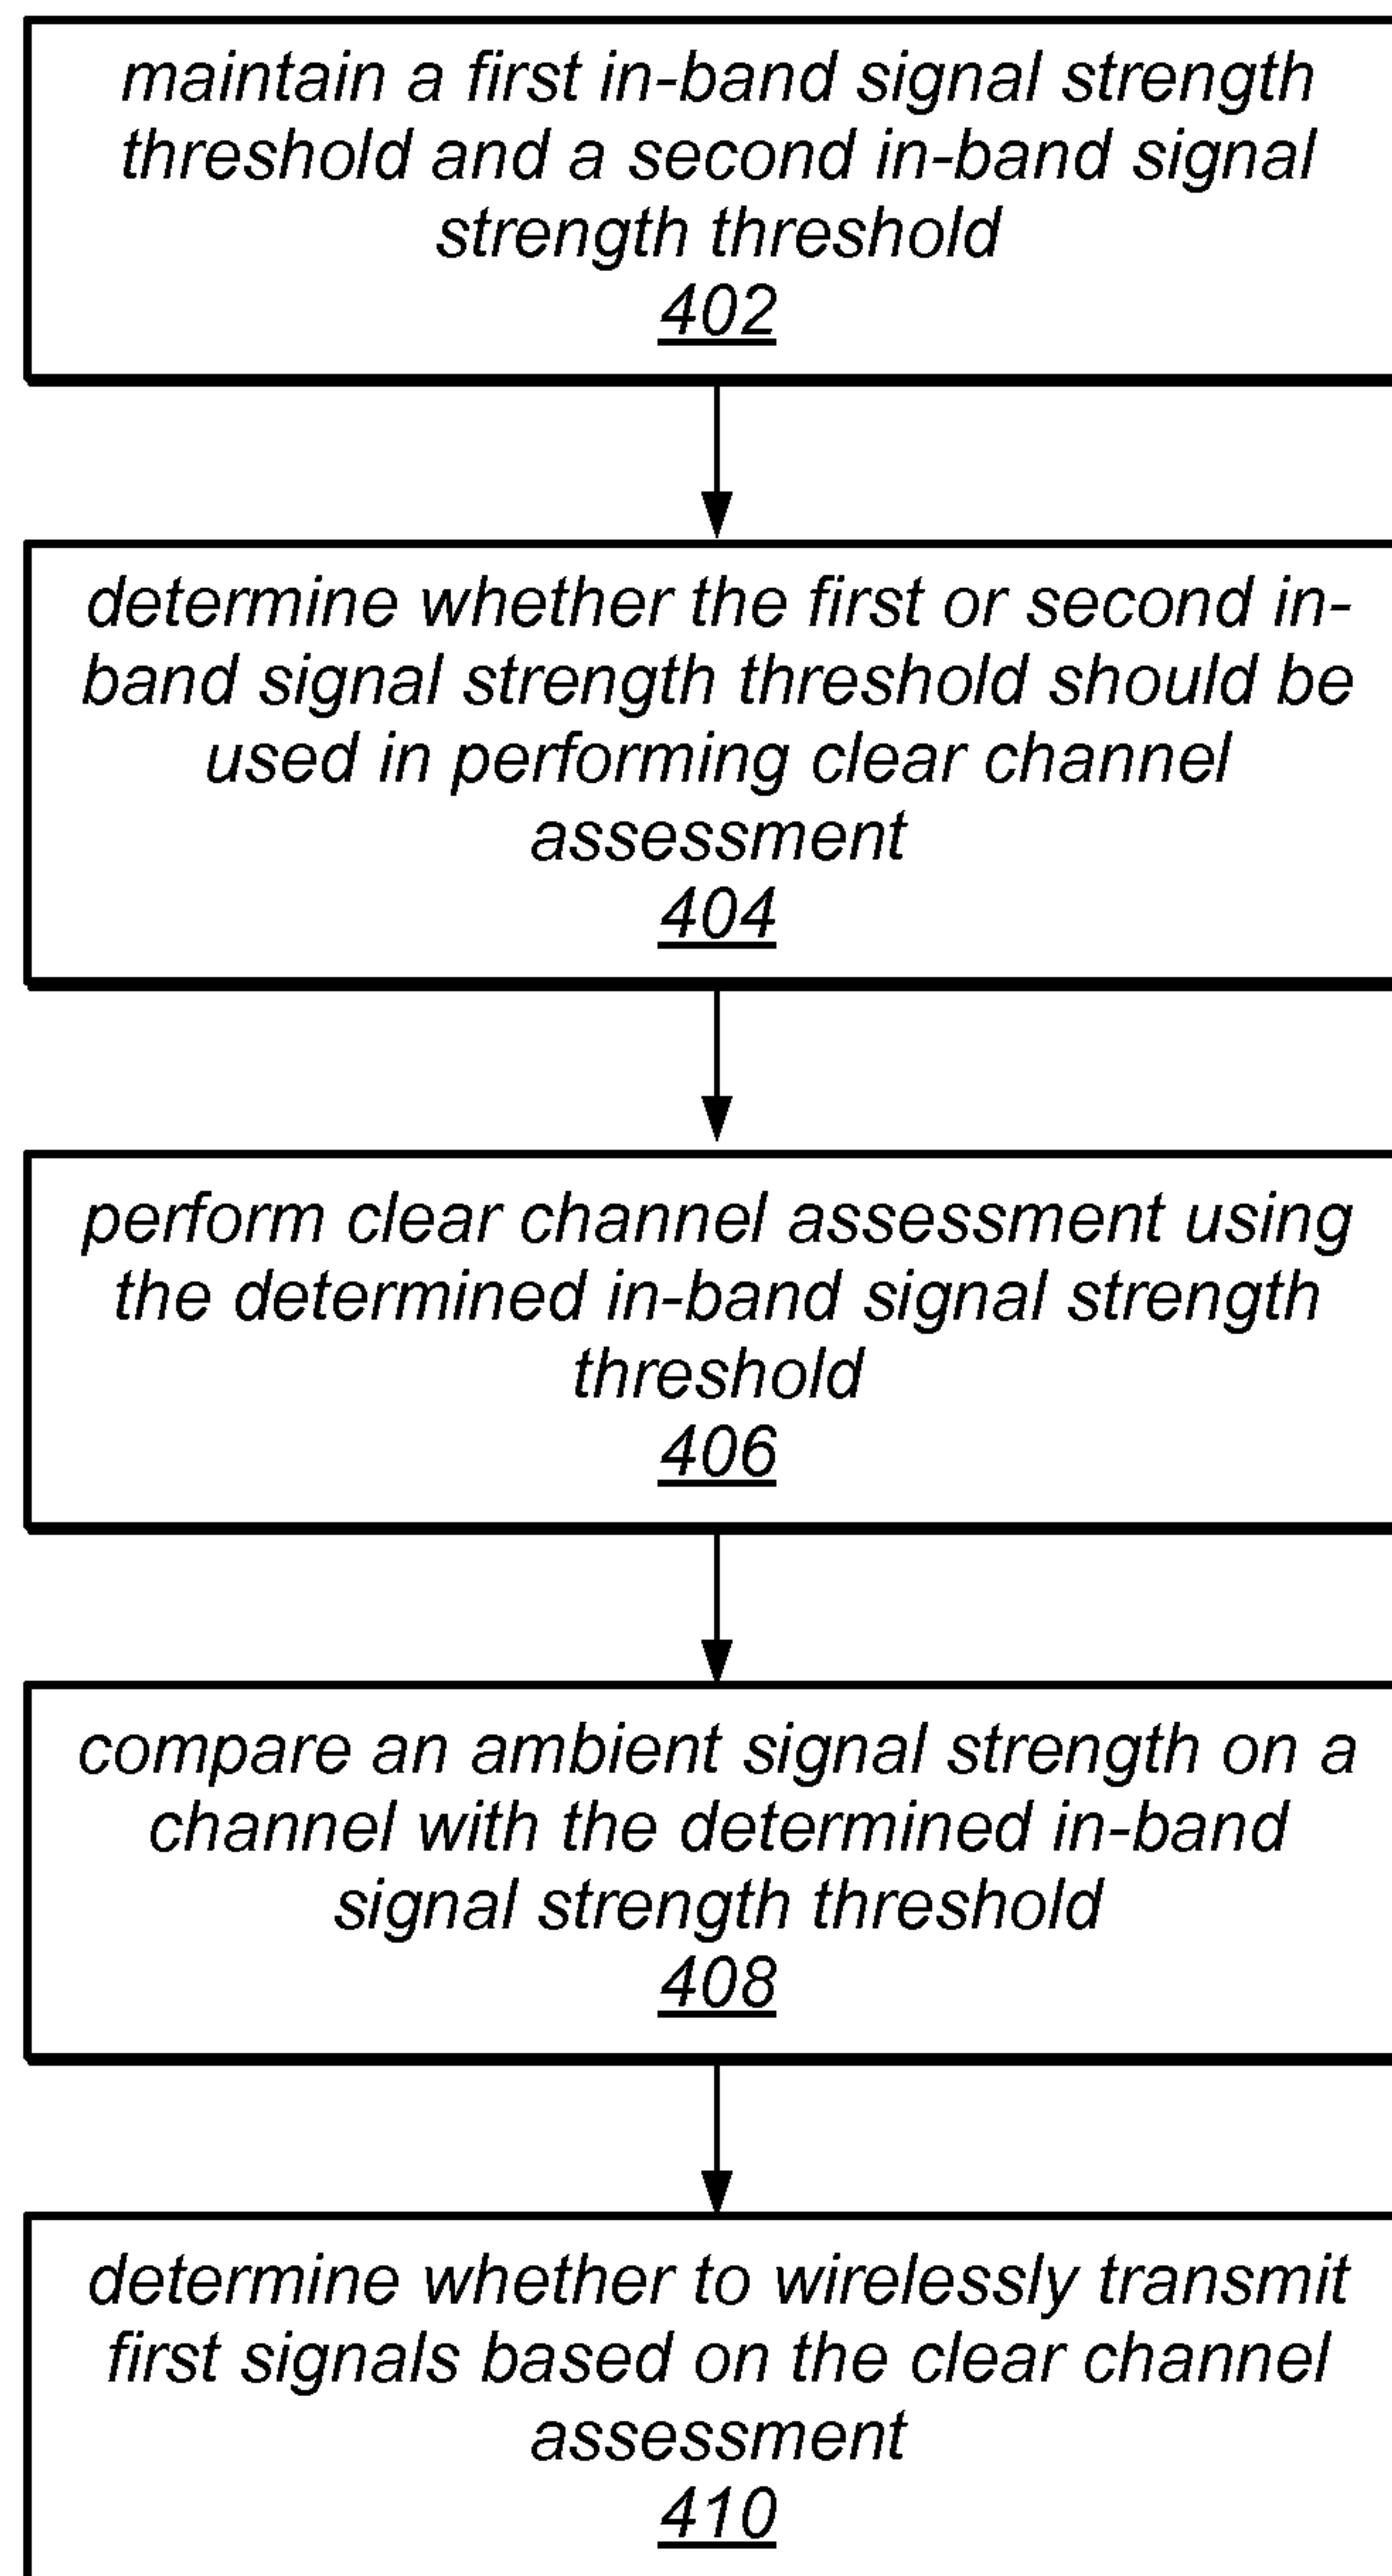 maintain a first in-band signal strength
threshold and a second in-band signal
strength threshold
402
determine whether the first or second in-
band signal strength threshold should be
used in performing clear channel
assessment
404
perform clear channel assessment using
the determined in-band signal strength
threshold
406
compare an ambient signal strength on a
channel with the determined in-band
signal strength threshold
408
determine whether to wirelessly transmit
first signals based on the clear channel
assessment
410